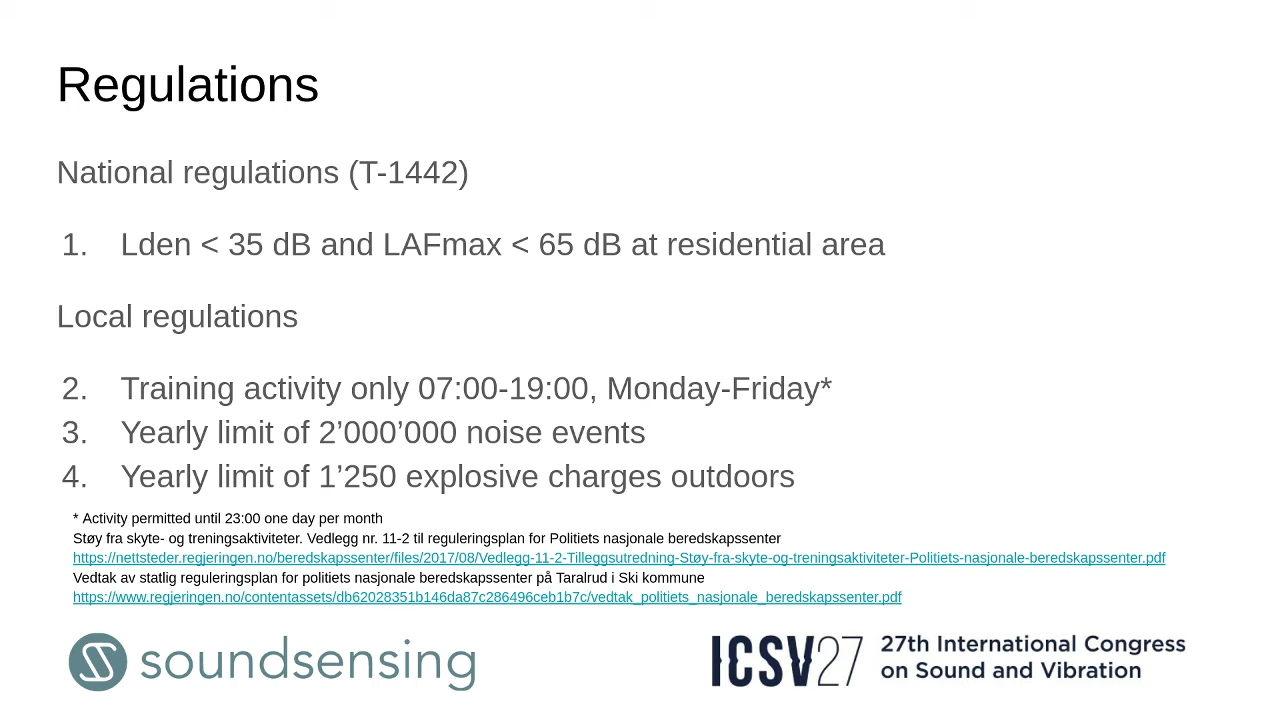 Regulations
National regulations (T-1442)
1. Lden < 35 dB and LAFmax < 65 dB at residential area
Local regulations
2. Training activity only 07:00-19:00, Monday-Friday*
3. Yearly limit of 2’000’000 noise events
4. Yearly limit of 1’250 explosive charges outdoors
* Activity permitted until 23:00 one day per month
Støy fra skyte- og treningsaktiviteter. Vedlegg nr. 11-2 til reguleringsplan for Politiets nasjonale beredskapssenter
https://nettsteder.regjeringen.no/beredskapssenter/files/2017/08/Vedlegg-11-2-Tilleggsutredning-Støy-fra-skyte-og-treningsaktiviteter-Politiets-nasjonale-beredskapssenter.pdf
Vedtak av statlig reguleringsplan for politiets nasjonale beredskapssenter på Taralrud i Ski kommune
https://www.regjeringen.no/contentassets/db62028351b146da87c286496ceb1b7c/vedtak_politiets_nasjonale_beredskapssenter.pdf
soundsensing
ICSV27 27th International Congress
on Sound and Vibration